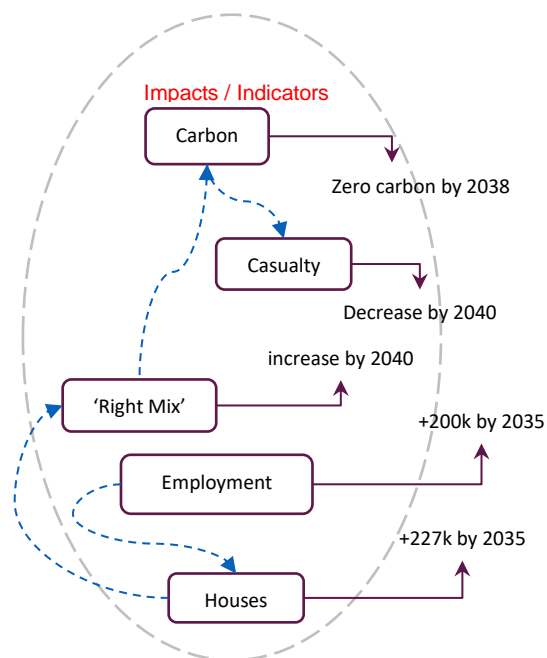 Impacts / Indicators
Carbon
Zero carbon by 2038
Casualty
Decrease by 2040
increase by 2040
‘Right Mix’
+200k by 2035
Employment
+227k by 2035
Houses